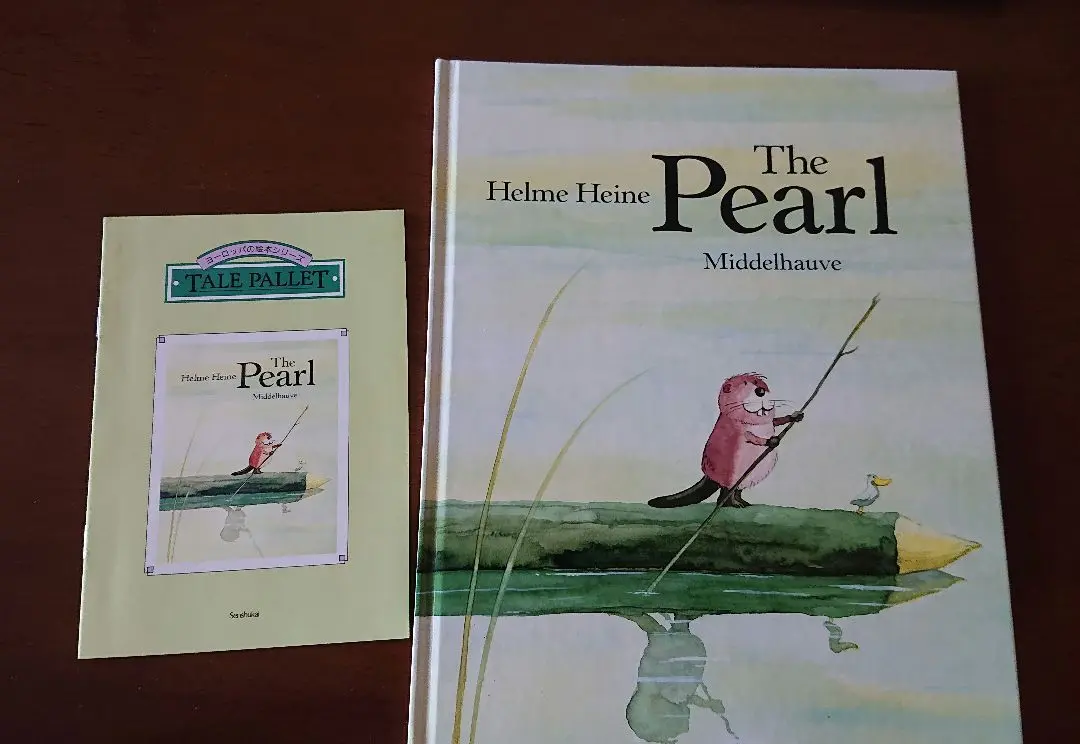 ヨーロッパの絵本シリーズ
TALE PALLET
The
Helme Heine Pearl
Middelhauve
Senshukai
The
Helme Heine Pearl
Middelhauve